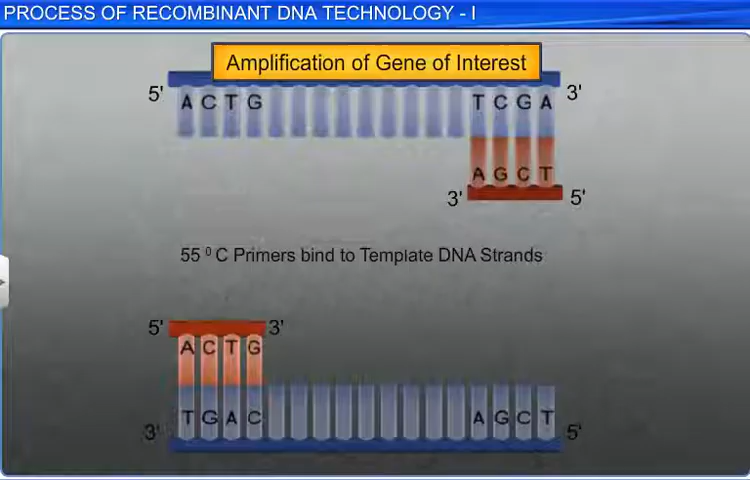 PROCESS OF RECOMBINANT DNA TECHNOLOGY - I
Amplification of Gene of Interest
5' A C T G T C G A 3'
A G C T
3' 5'
55 ⁰ C Primers bind to Template DNA Strands
5' 3'
A C T G
T G A C A G C T
3' 5'